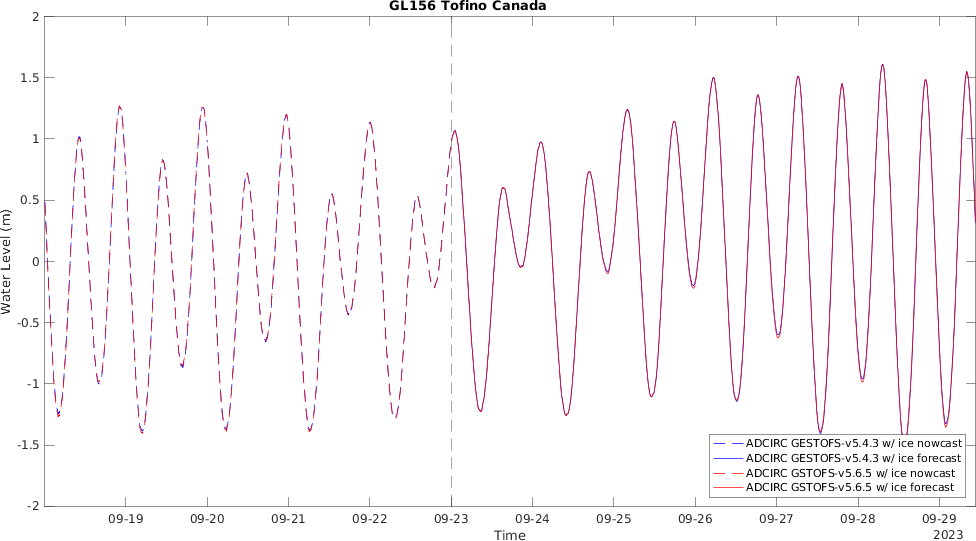 GL156 Tofino Canada
2
1.5
1
0.5
0
-0.5
-1
-1.5
-2
Water Level (m)
ADCIRC GESTOFS-v5.4.3 w/ ice nowcast
ADCIRC GESTOFS-v5.4.3 w/ ice forecast
ADCIRC GSTOFS-v5.6.5 w/ ice nowcast
ADCIRC GSTOFS-v5.6.5 w/ ice forecast
09-19 09-20 09-21 09-22 09-23 09-24 09-25 09-26 09-27 09-28 09-29
Time
2023